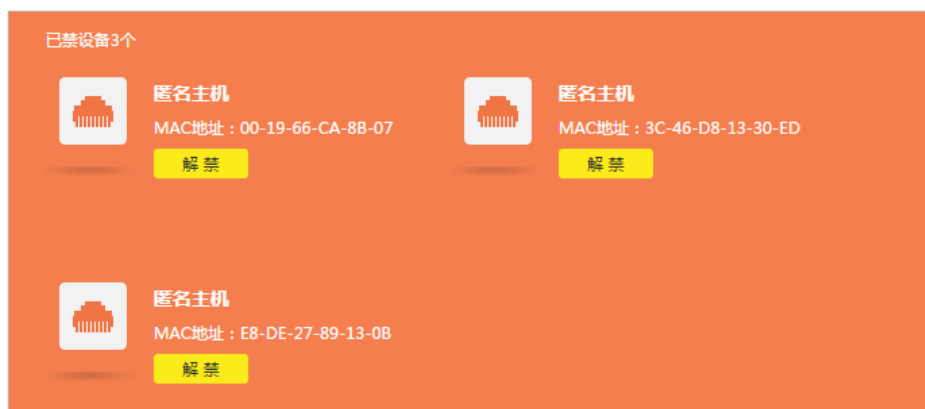 已禁设备3个
匿名主机
MAC地址：00-19-66-CA-8B-07
解 禁
匿名主机
MAC地址：3C-46-D8-13-30-ED
解 禁
匿名主机
MAC地址：E8-DE-27-89-13-0B
解 禁